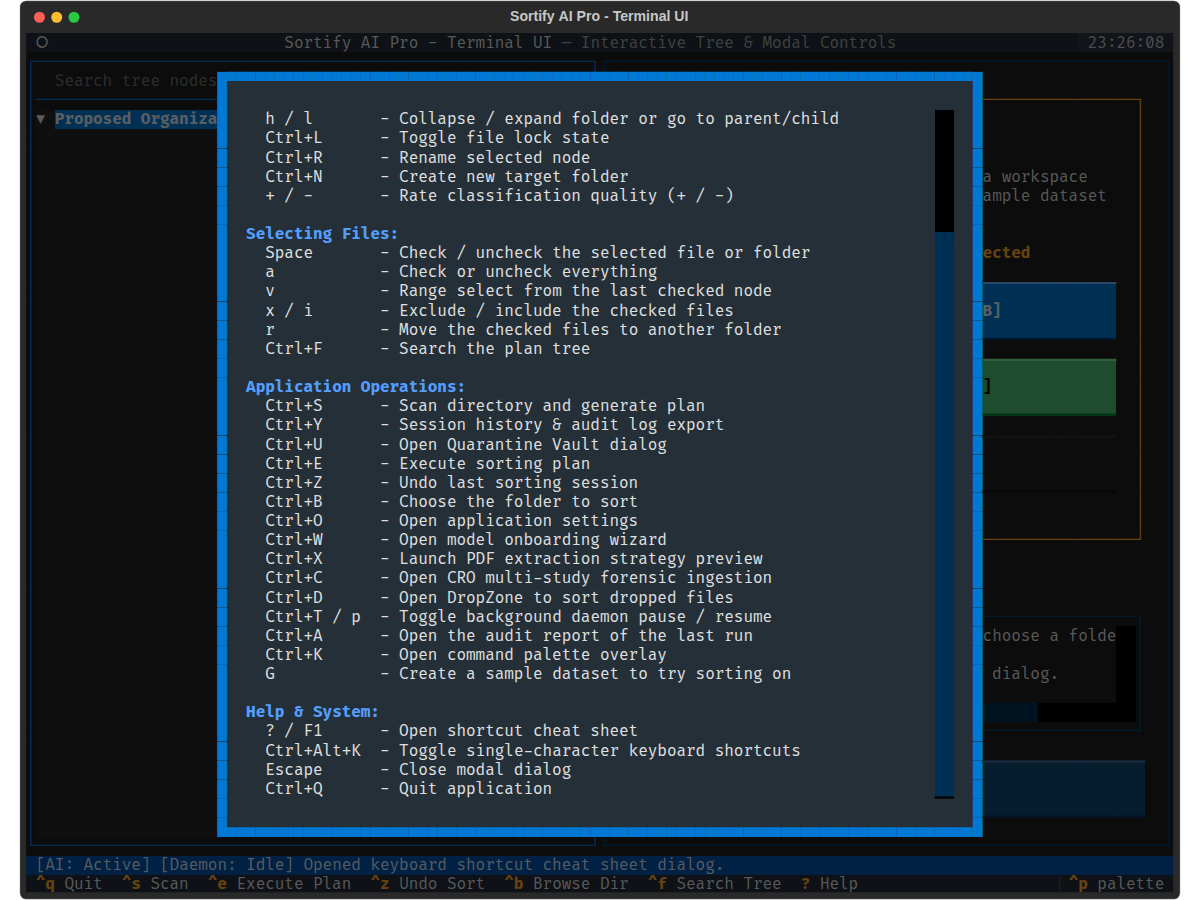 Sortify AI Pro - Terminal UI
Sortify AI Pro – Terminal UI — Interactive Tree & Modal Controls
23:26:08
Search tree nodes
▼ Proposed Organiza
h / l - Collapse / expand folder or go to parent/child
Ctrl+L - Toggle file lock state
Ctrl+R - Rename selected node
Ctrl+N - Create new target folder
+ / - - Rate classification quality (+ / -)
Selecting Files:
Space - Check / uncheck the selected file or folder
a - Check or uncheck everything
v - Range select from the last checked node
x / i - Exclude / include the checked files
r - Move the checked files to another folder
Ctrl+F - Search the plan tree
Application Operations:
Ctrl+S - Scan directory and generate plan
Ctrl+Y - Session history & audit log export
Ctrl+U - Open Quarantine Vault dialog
Ctrl+E - Execute sorting plan
Ctrl+Z - Undo last sorting session
Ctrl+B - Choose the folder to sort
Ctrl+O - Open application settings
Ctrl+W - Open model onboarding wizard
Ctrl+X - Launch PDF extraction strategy preview
Ctrl+C - Open CRO multi-study forensic ingestion
Ctrl+D - Open DropZone to sort dropped files
Ctrl+T / p - Toggle background daemon pause / resume
Ctrl+A - Open the audit report of the last run
Ctrl+K - Open command palette overlay
G - Create a sample dataset to try sorting on
Help & System:
? / F1 - Open shortcut cheat sheet
Ctrl+Alt+K - Toggle single-character keyboard shortcuts
Escape - Close modal dialog
Ctrl+Q - Quit application
a workspace
ample dataset
ected
B]
]
choose a folde
dialog.
[AI: Active] [Daemon: Idle] Opened keyboard shortcut cheat sheet dialog.
^q Quit ^s Scan ^e Execute Plan ^z Undo Sort ^b Browse Dir ^f Search Tree ? Help ^p palette